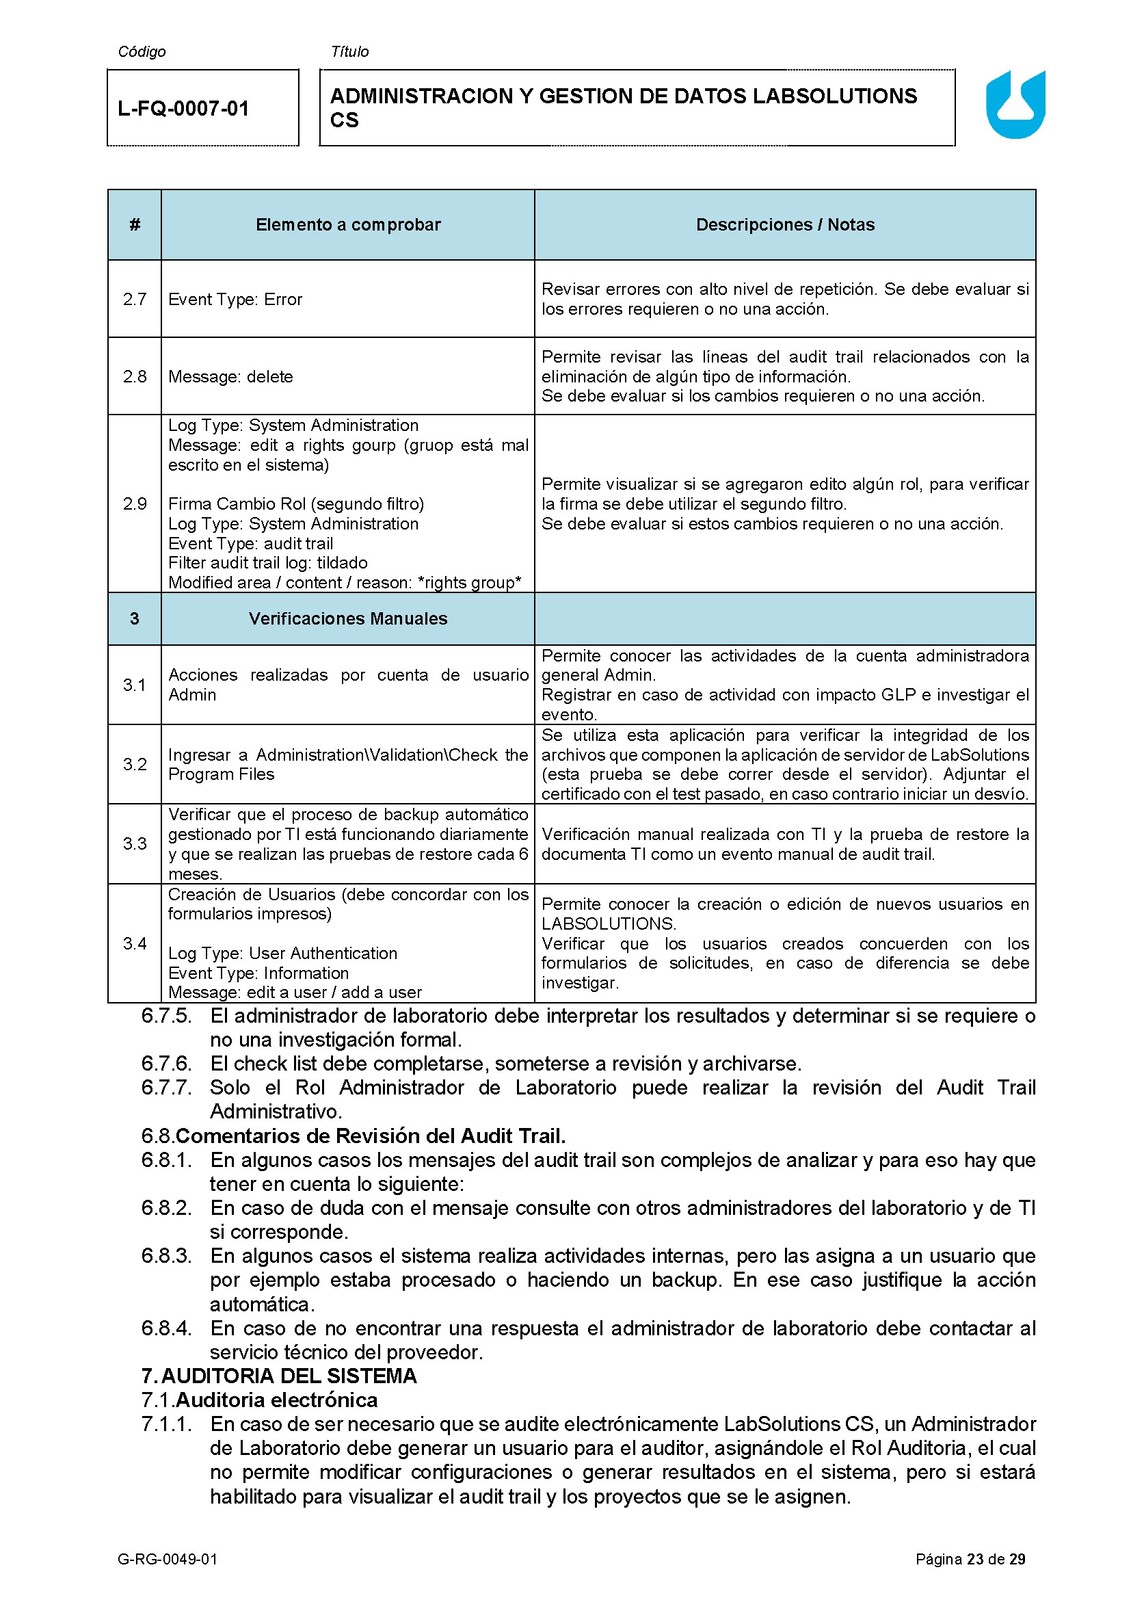 Código
Título
L-FQ-0007-01
ADMINISTRACION Y GESTION DE DATOS LABSOLUTIONS
CS
#
Elemento a comprobar
Descripciones / Notas
2.7
Event Type: Error
Revisar errores con alto nivel de repetición. Se debe evaluar si
los errores requieren o no una acción.
2.8
Message: delete
Permite revisar las líneas del audit trail relacionados con la
eliminación de algún tipo de información.
Se debe evaluar si los cambios requieren o no una acción.
2.9
Log Type: System Administration
Message: edit a rights gourp (gruop está mal
escrito en el sistema)
Firma Cambio Rol (segundo filtro)
Log Type: System Administration
Event Type: audit trail
Filter audit trail log: tildado
Modified area / content / reason: *rights group*
Permite visualizar si se agregaron edito algún rol, para verificar
la firma se debe utilizar el segundo filtro.
Se debe evaluar si estos cambios requieren o no una acción.
3
Verificaciones Manuales
3.1
Acciones realizadas por cuenta de usuario
Admin
Permite conocer las actividades de la cuenta administradora
general Admin.
Registrar en caso de actividad con impacto GLP e investigar el
evento.
3.2
Ingresar a Administration\Validation\Check the
Program Files
Se utiliza esta aplicación para verificar la integridad de los
archivos que componen la aplicación de servidor de LabSolutions
(esta prueba se debe correr desde el servidor). Adjuntar el
certificado con el test pasado, en caso contrario iniciar un desvío.
3.3
Verificar que el proceso de backup automático
gestionado por TI está funcionando diariamente
y que se realizan las pruebas de restore cada 6
meses.
Verificación manual realizada con TI y la prueba de restore la
documenta TI como un evento manual de audit trail.
3.4
Creación de Usuarios (debe concordar con los
formularios impresos)
Log Type: User Authentication
Event Type: Information
Message: edit a user / add a user
Permite conocer la creación o edición de nuevos usuarios en
LABSOLUTIONS.
Verificar que los usuarios creados concuerden con los
formularios de solicitudes, en caso de diferencia se debe
investigar.
6.7.5. El administrador de laboratorio debe interpretar los resultados y determinar si se requiere o
no una investigación formal.
6.7.6. El check list debe completarse, someterse a revisión y archivarse.
6.7.7. Solo el Rol Administrador de Laboratorio puede realizar la revisión del Audit Trail
Administrativo.
6.8.Comentarios de Revisión del Audit Trail.
6.8.1. En algunos casos los mensajes del audit trail son complejos de analizar y para eso hay que
tener en cuenta lo siguiente:
6.8.2. En caso de duda con el mensaje consulte con otros administradores del laboratorio y de TI
si corresponde.
6.8.3. En algunos casos el sistema realiza actividades internas, pero las asigna a un usuario que
por ejemplo estaba procesado o haciendo un backup. En ese caso justifique la acción
automática.
6.8.4. En caso de no encontrar una respuesta el administrador de laboratorio debe contactar al
servicio técnico del proveedor.
7. AUDITORIA DEL SISTEMA
7.1.Auditoria electrónica
7.1.1. En caso de ser necesario que se audite electrónicamente LabSolutions CS, un Administrador
de Laboratorio debe generar un usuario para el auditor, asignándole el Rol Auditoria, el cual
no permite modificar configuraciones o generar resultados en el sistema, pero si estará
habilitado para visualizar el audit trail y los proyectos que se le asignen.
G-RG-0049-01
Página 23 de 29